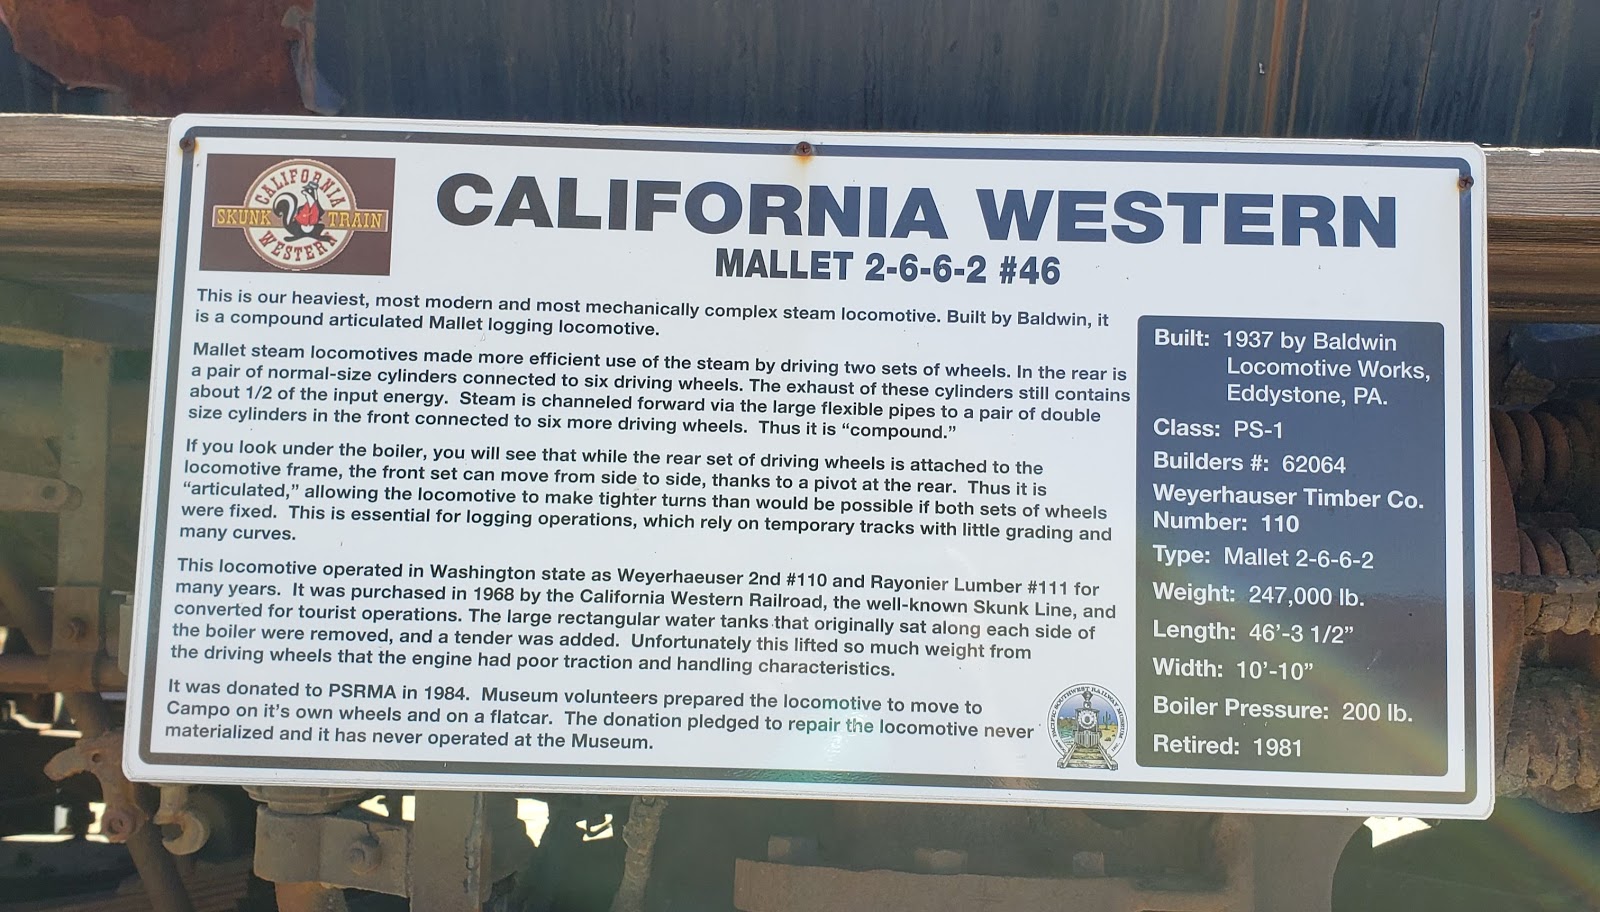 CALIFORNIA
SKUNK TRAIN
WESTERN
CALIFORNIA WESTERN
MALLET 2-6-6-2 #46
This is our heaviest, most modern and most mechanically complex steam locomotive. Built by Baldwin, it
is a compound articulated Mallet logging locomotive.
Mallet steam locomotives made more efficient use of the steam by driving two sets of wheels. In the rear is
a pair of normal-size cylinders connected to six driving wheels. The exhaust of these cylinders still contains
about 1/2 of the input energy. Steam is channeled forward via the large flexible pipes to a pair of double
size cylinders in the front connected to six more driving wheels. Thus it is “compound.”
If you look under the boiler, you will see that while the rear set of driving wheels is attached to the
locomotive frame, the front set can move from side to side, thanks to a pivot at the rear. Thus it is
“articulated,” allowing the locomotive to make tighter turns than would be possible if both sets of wheels
were fixed. This is essential for logging operations, which rely on temporary tracks with little grading and
many curves.
This locomotive operated in Washington state as Weyerhaeuser 2nd #110 and Rayonier Lumber #111 for
many years. It was purchased in 1968 by the California Western Railroad, the well-known Skunk Line, and
converted for tourist operations. The large rectangular water tanks that originally sat along each side of
the boiler were removed, and a tender was added. Unfortunately this lifted so much weight from
the driving wheels that the engine had poor traction and handling characteristics.
It was donated to PSRMA in 1984. Museum volunteers prepared the locomotive to move to
Campo on it’s own wheels and on a flatcar. The donation pledged to repair the locomotive never
materialized and it has never operated at the Museum.
Built: 1937 by Baldwin
Locomotive Works,
Eddystone, PA.
Class: PS-1
Builders #: 62064
Weyerhauser Timber Co.
Number: 110
Type: Mallet 2-6-6-2
Weight: 247,000 lb.
Length: 46’-3 1/2”
Width: 10’-10”
Boiler Pressure: 200 lb.
Retired: 1981
PACIFIC SOUTHWEST RAILWAY MUSEUM